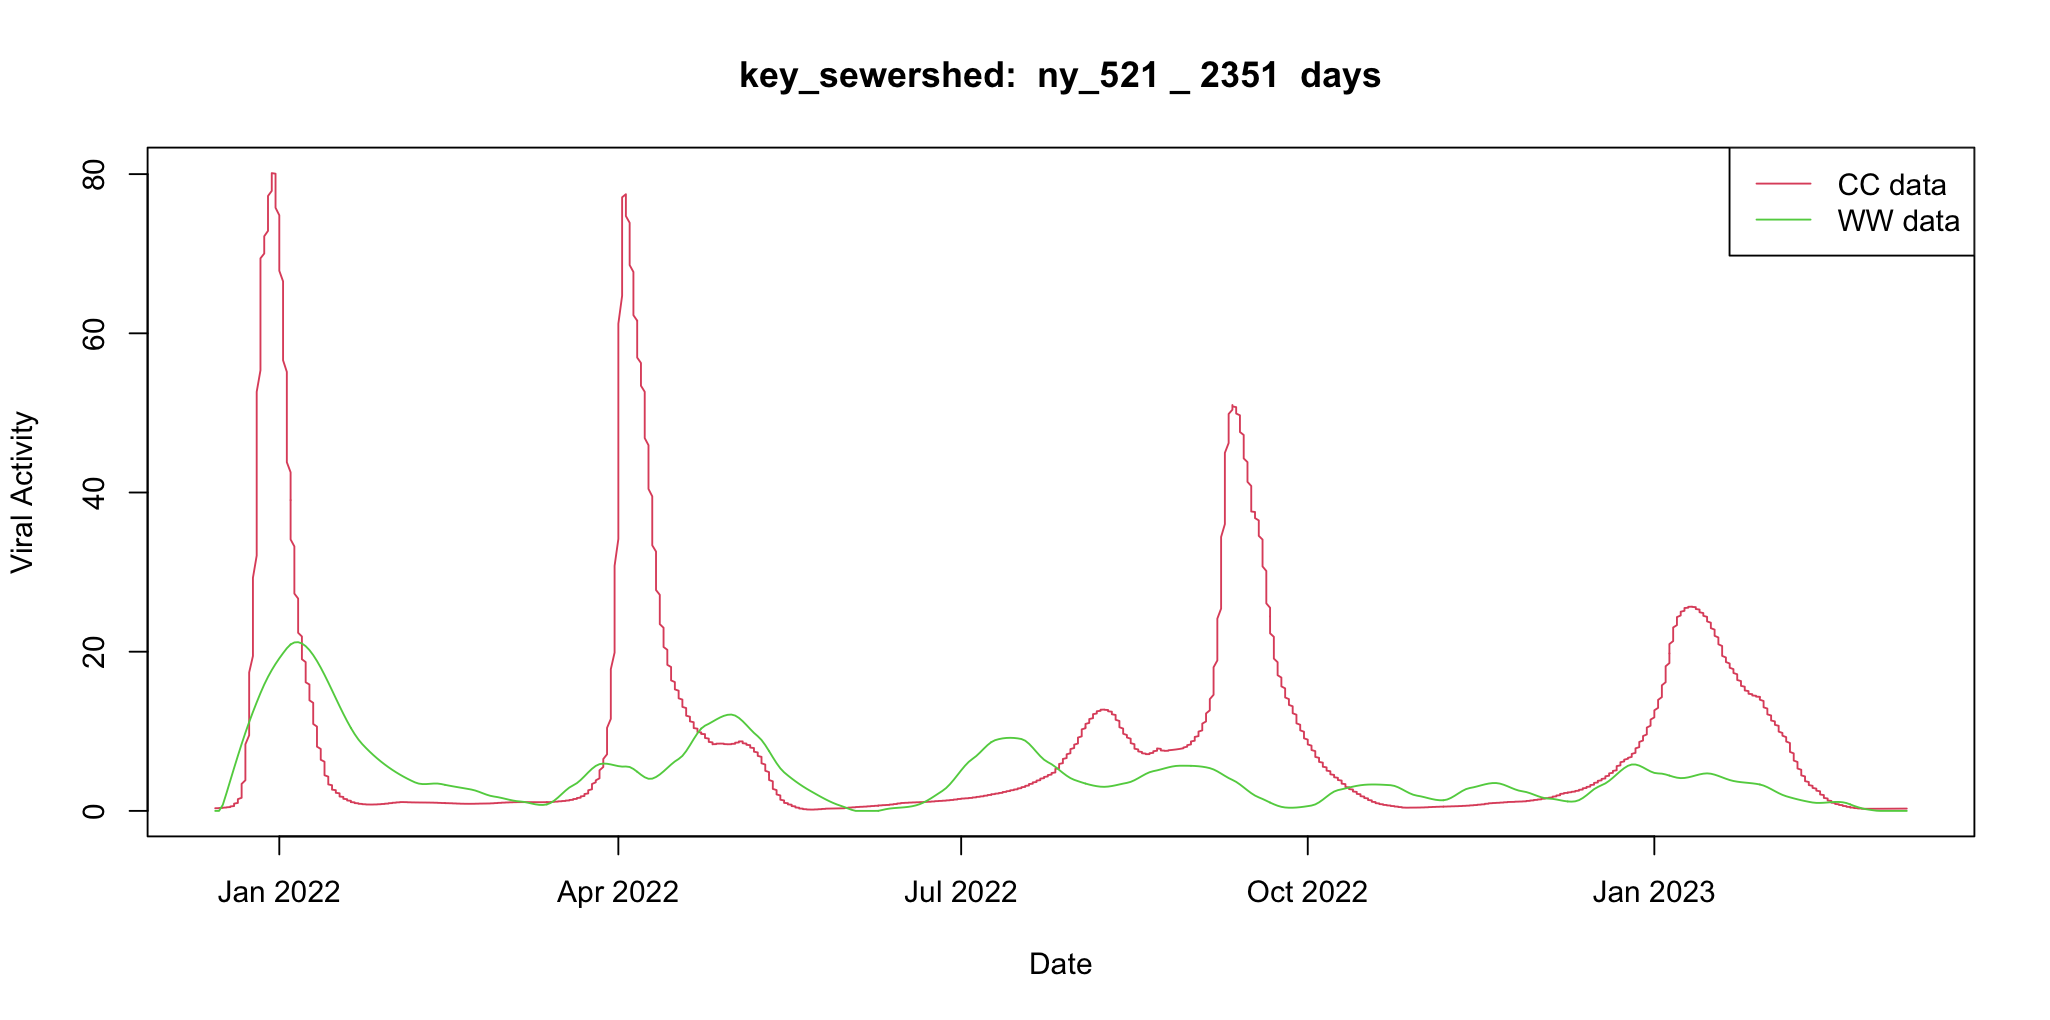 key_sewershed:  ny_521 _ 2351  days
CC data
WW data
Viral Activity
80
60
40
20
0
Jan 2022
Apr 2022
Jul 2022
Oct 2022
Jan 2023
Date